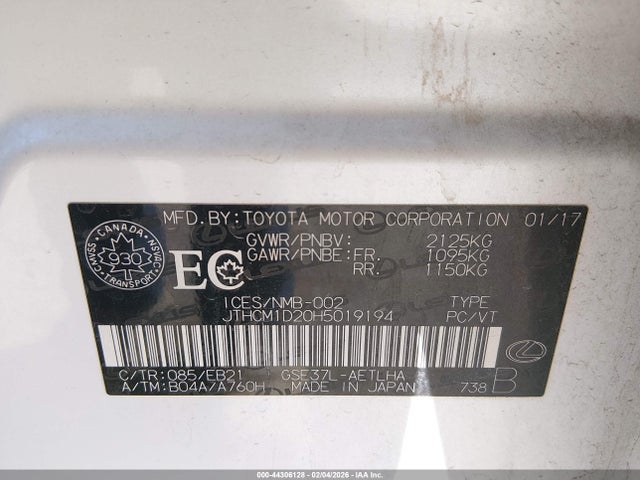 MFD.BY: TOYOTA MOTOR CORPORATION 01/17
GVWR/PNBV: 2125KG
GAWR/PNBE: FR. 1095KG
RR. 1150KG
CANADA
CMVSS NSVAC
930
TRANSPORT
EC
ICES/NMB-002 TYPE
JTHCM1D20H5019194 PC/VT
C/TR: 085/EB21 GSE37L-AETLHA
A/TM: B04A/A760H MADE IN JAPAN 738 B
000-44306128 - 02/04/2026 - IAA Inc.